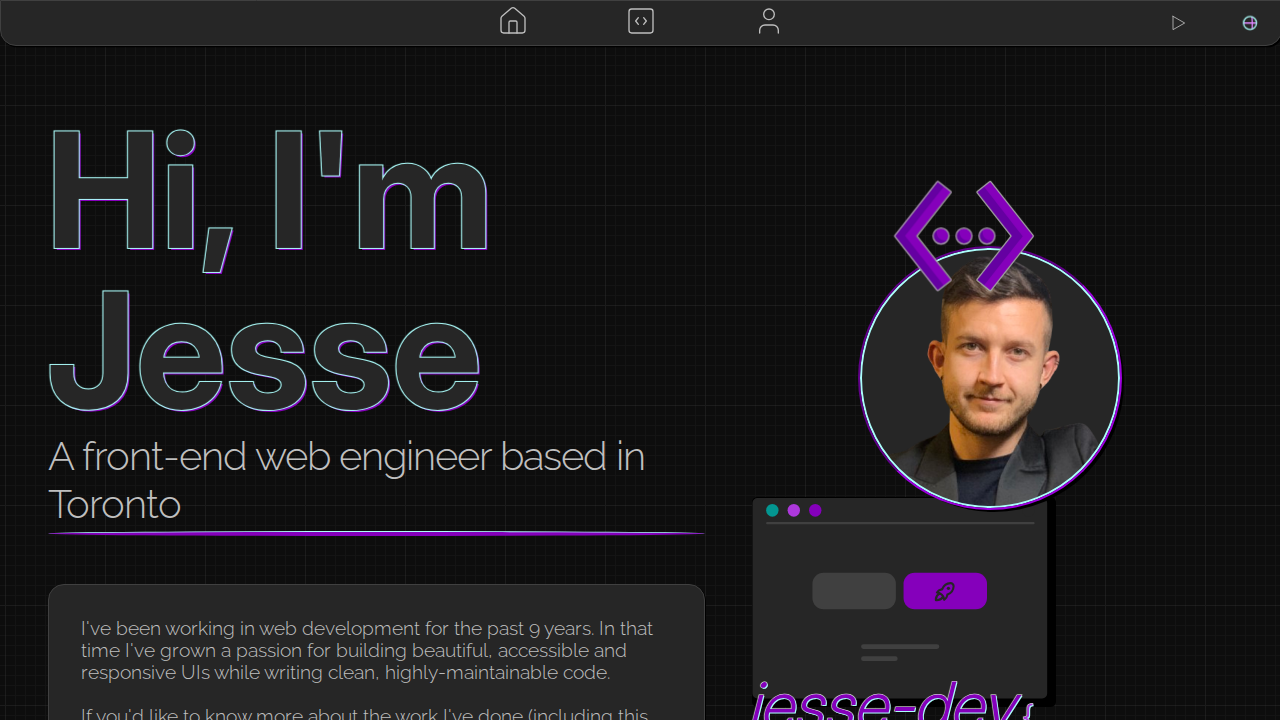 Hi, I'm
Jesse
A front-end web engineer based in
Toronto
I've been working in web development for the past 9 years. In that
time I've grown a passion for building beautiful, accessible and
responsive UIs while writing clean, highly-maintainable code.
If you'd like to know more about the work I've done (including this
jesse-dev {